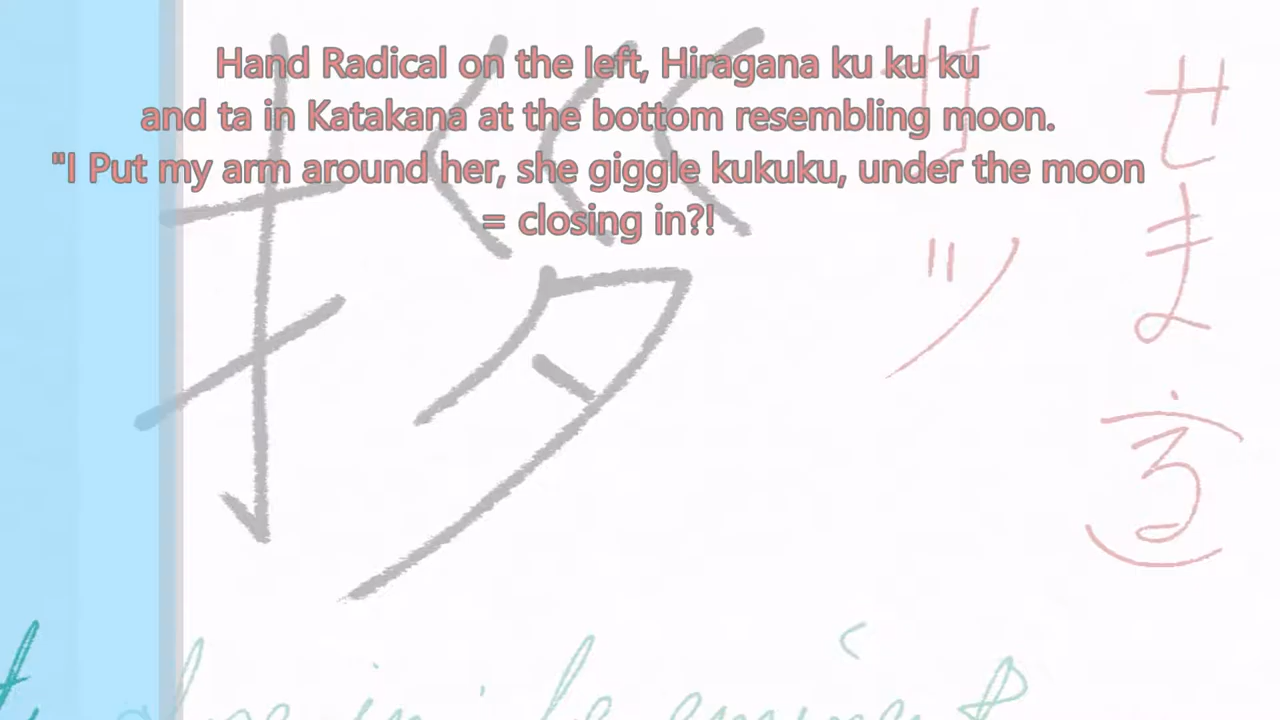 Hand Radical on the left, Hiragana ku ku ku
and ta in Katakana at the bottom resembling moon.
"I Put my arm around her, she giggle kukuku, under the moon
= closing in?!
拶
サツ
せまる